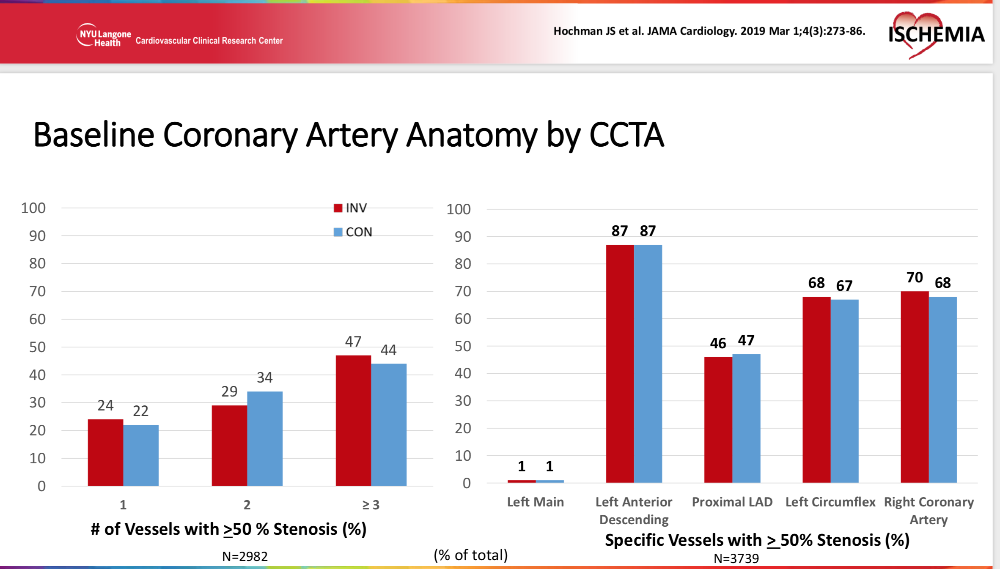 NYU Langone
Health
Cardiovascular Clinical Research Center
Hochman JS et al. JAMA Cardiology. 2019 Mar 1;4(3):273-86.
ISCHEMIA
Baseline Coronary Artery Anatomy by CCTA
INV
CON
100
90
80
70
60
50
40
30
20
10
0
24
22
29
34
47
44
1
2
≥ 3
# of Vessels with ≥50 % Stenosis (%)
N=2982
(% of total)
100
90
80
70
60
50
40
30
20
10
0
1
1
87
87
46
47
68
67
70
68
Left Main
Left Anterior
Descending
Proximal LAD
Left Circumflex
Right Coronary
Artery
Specific Vessels with ≥ 50% Stenosis (%)
N=3739